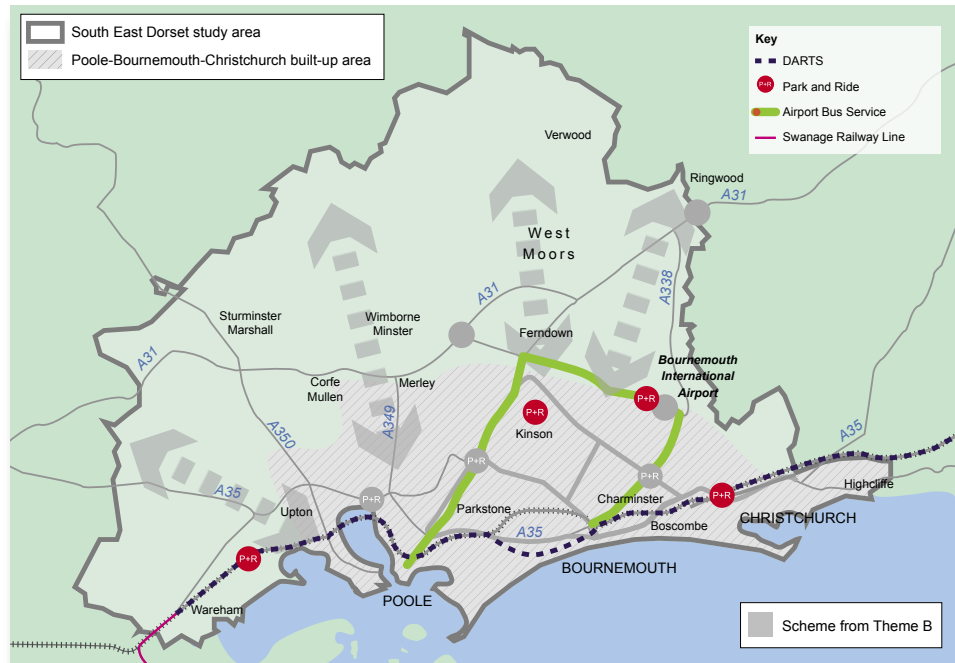 South East Dorset study area
Poole-Bournemouth-Christchurch built-up area
Key
DARTS
P+R
Park and Ride
Airport Bus Service
Swanage Railway Line
Verwood
Ringwood
A31
West
Moors
A338
A31
Sturminster
Marshall
Wimborne
Minster
Ferndown
A31
Bournemouth
International
Airport
Corfe
Mullen
Merley
P+R
P+R
Kinson
A349
A350
A35
P+R
P+R
A35
Highcliffe
P+R
P+R
Charminster
Parkstone
Upton
CHRISTCHURCH
Boscombe
A35
P+R
BOURNEMOUTH
POOLE
Wareham
Scheme from Theme B